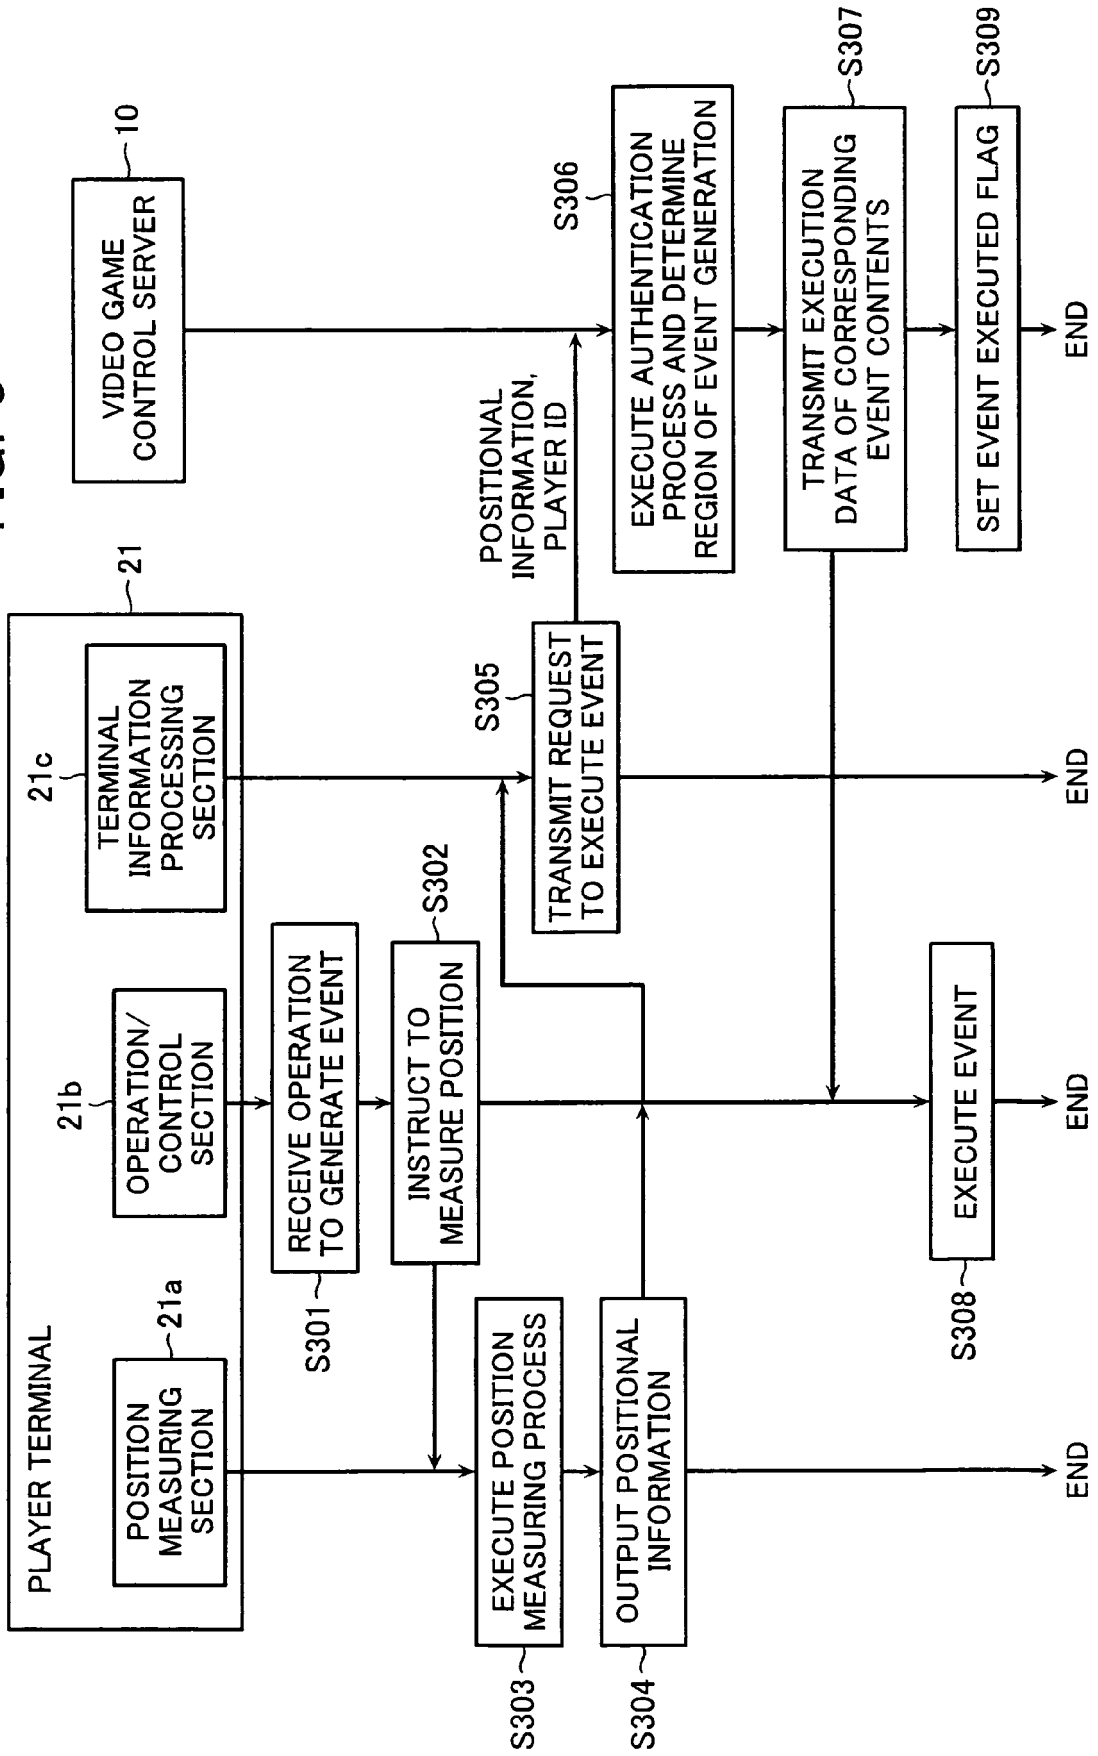 PLAYER TERMINAL
21
POSITION
MEASURING
SECTION
21a
OPERATION/
CONTROL
SECTION
21b
TERMINAL
INFORMATION
PROCESSING
SECTION
21c
VIDEO GAME
CONTROL SERVER
10
RECEIVE OPERATION
TO GENERATE EVENT
S301
INSTRUCT TO
MEASURE POSITION
S302
EXECUTE POSITION
MEASURING PROCESS
S303
OUTPUT POSITIONAL
INFORMATION
S304
TRANSMIT REQUEST
TO EXECUTE EVENT
S305
POSITIONAL
INFORMATION,
PLAYER ID
EXECUTE AUTHENTICATION
PROCESS AND DETERMINE
REGION OF EVENT GENERATION
S306
TRANSMIT EXECUTION
DATA OF CORRESPONDING
EVENT CONTENTS
S307
EXECUTE EVENT
S308
SET EVENT EXECUTED FLAG
S309
END
END
END
END